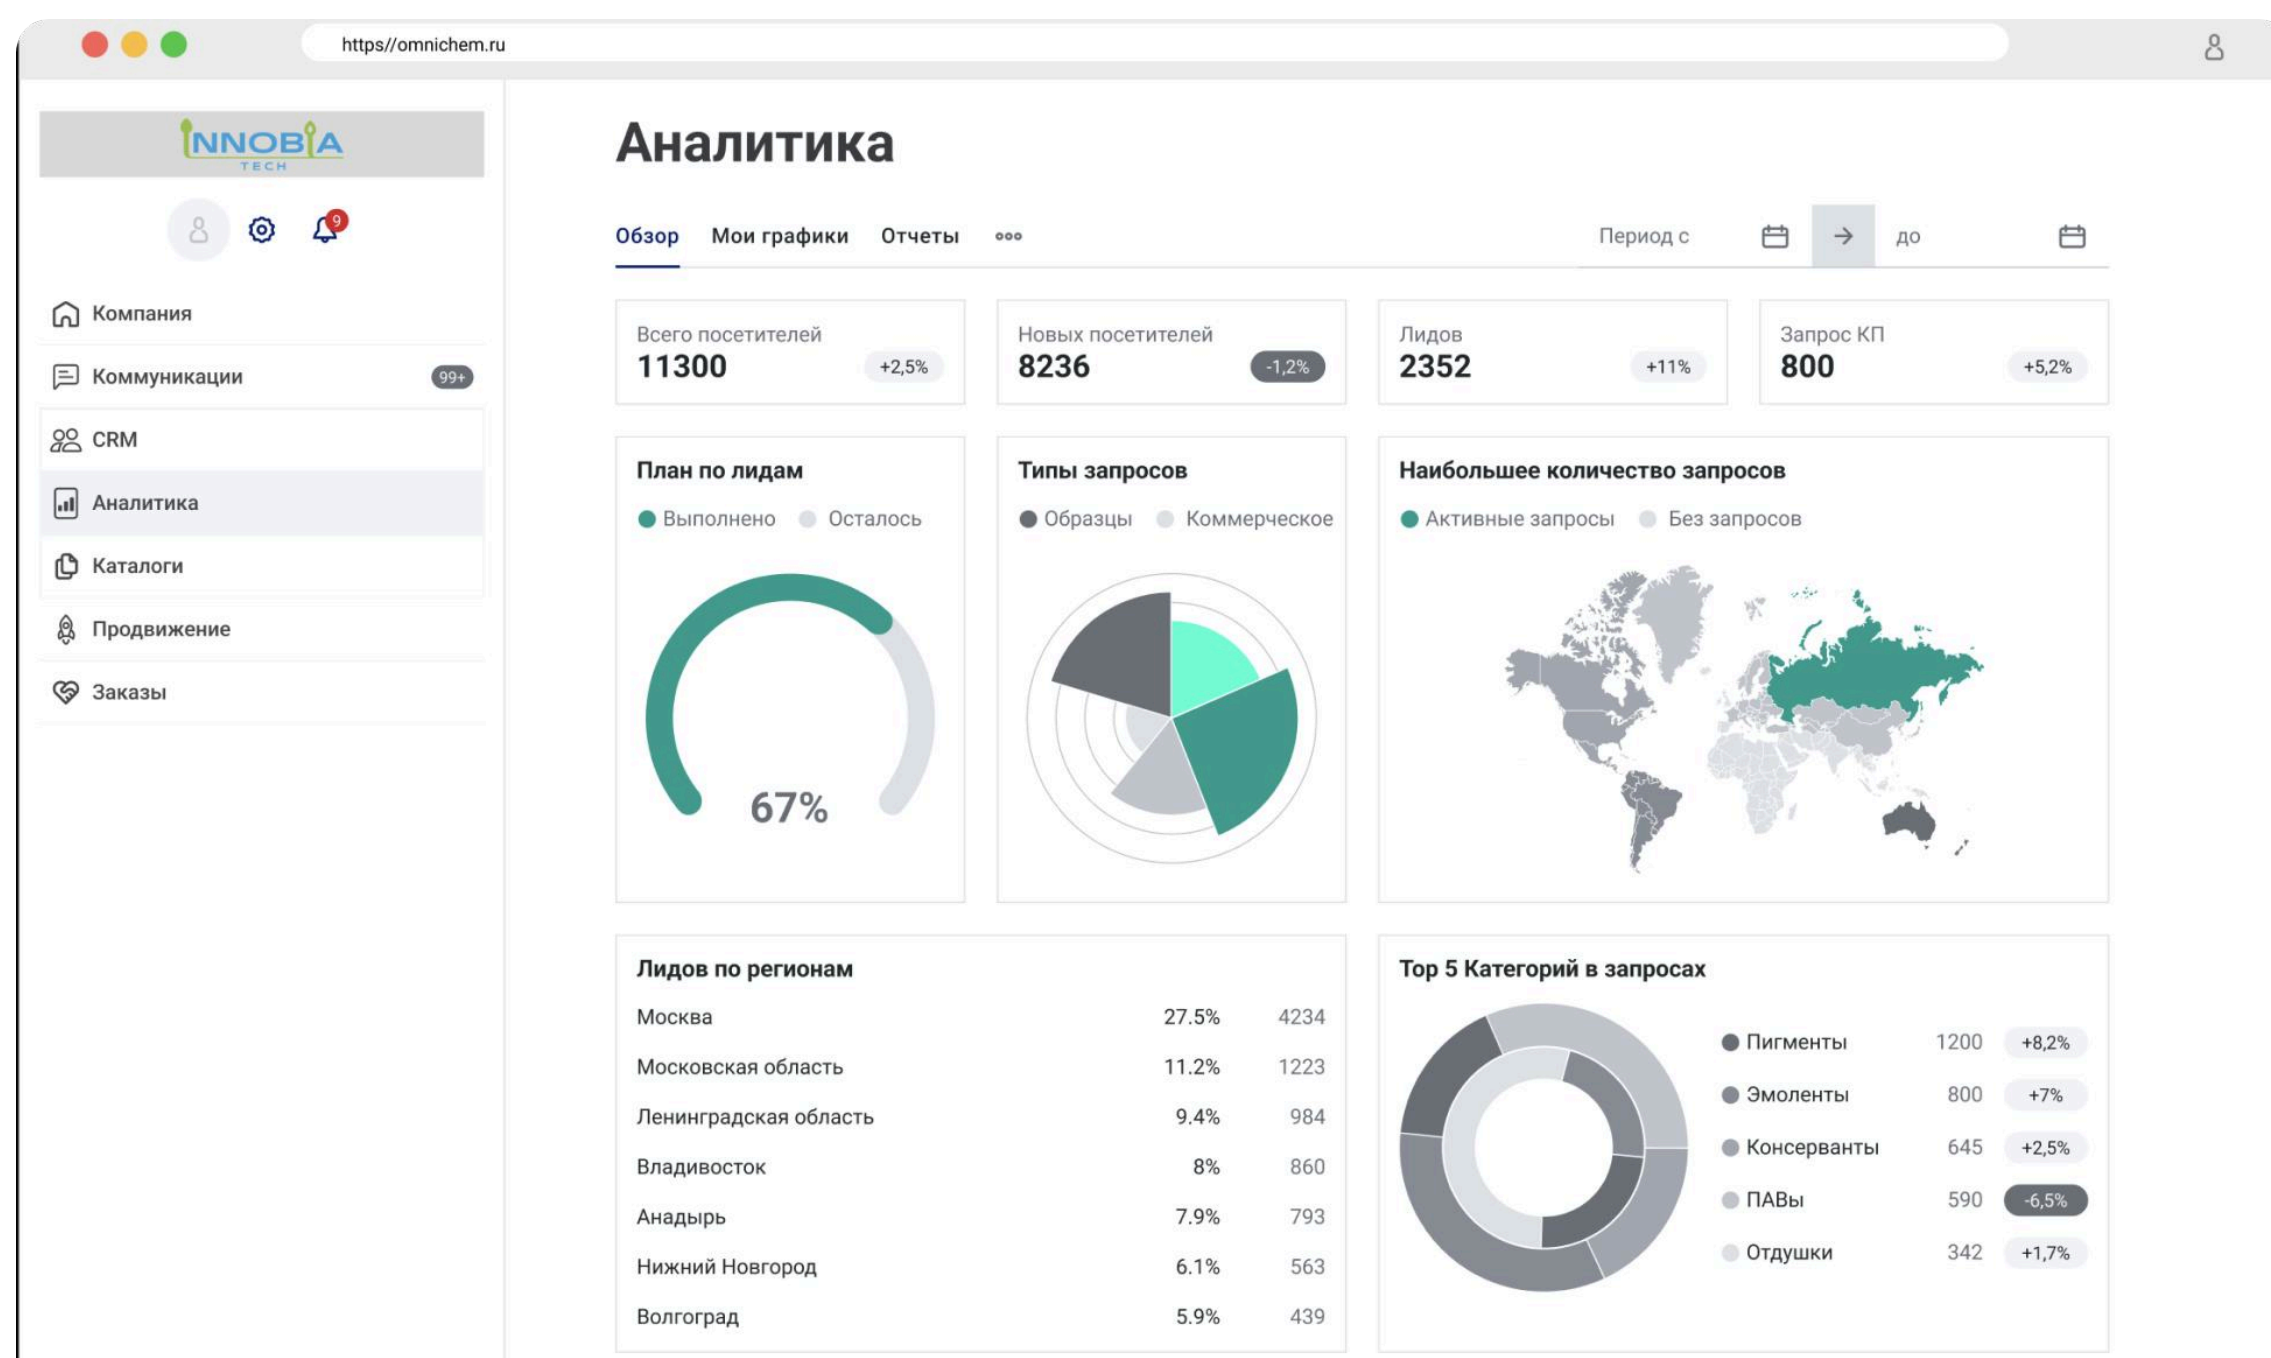 https//omnichem.ru
INNOBIA
TECH
9
Компания
Коммуникации 99+
CRM
Аналитика
Каталоги
Продвижение
Заказы
Аналитика
Обзор Мои графики Отчеты Период с до
Всего посетителей
11300 +2,5%
Новых посетителей
8236 -1,2%
Лидов
2352 +11%
Запрос КП
800 +5,2%
План по лидам
Выполнено Осталось
67%
Типы запросов
Образцы Коммерческое
Наибольшее количество запросов
Активные запросы Без запросов
Лидов по регионам
Москва 27.5% 4234
Московская область 11.2% 1223
Ленинградская область 9.4% 984
Владивосток 8% 860
Анадырь 7.9% 793
Нижний Новгород 6.1% 563
Волгоград 5.9% 439
Top 5 Категорий в запросах
Пигменты 1200 +8,2%
Эмоленты 800 +7%
Консерванты 645 +2,5%
ПАВы 590 -6,5%
Отдушки 342 +1,7%